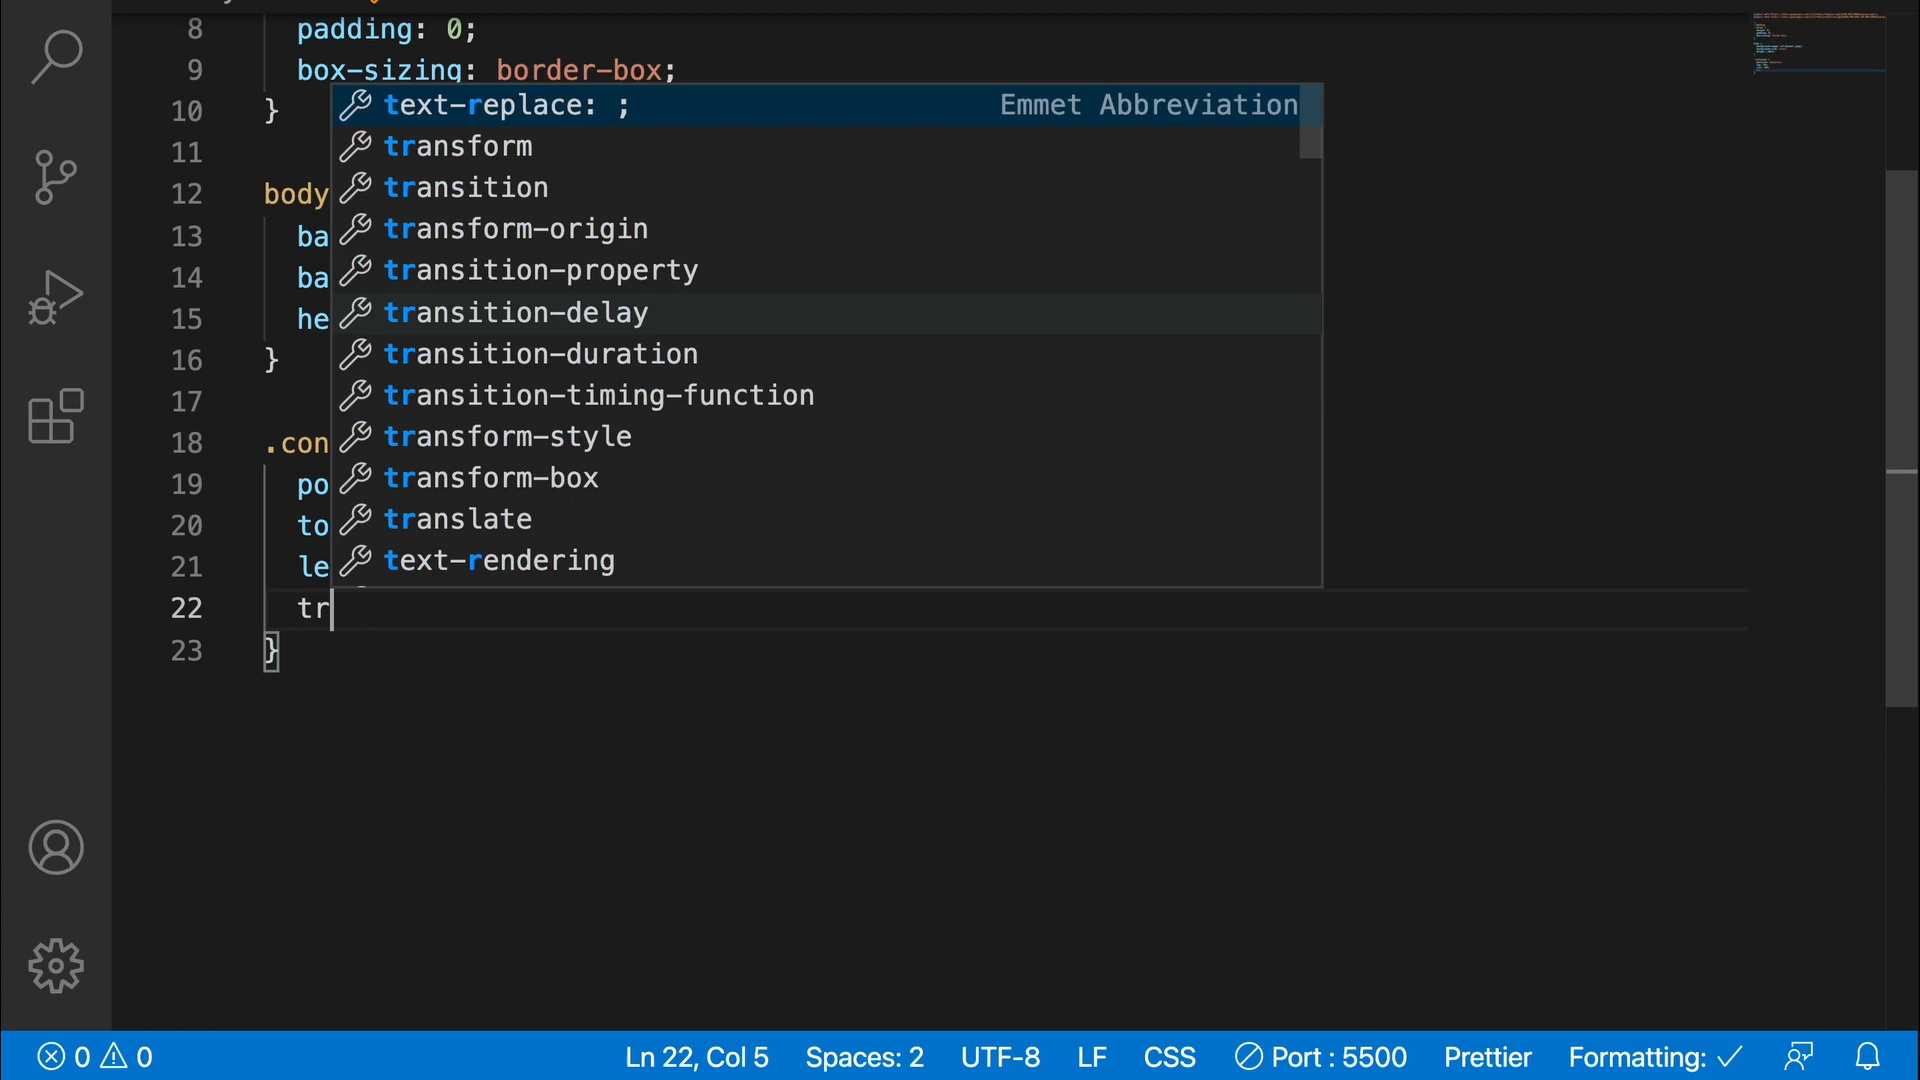 8 padding: 0;
9 box-sizing: border-box;
10 }
text-replace: ; Emmet Abbreviation
11 transform
transition
12 body
transform-origin
13 ba
transition-property
14 ba
transition-delay
15 he
transition-duration
16 }
transition-timing-function
17
transform-style
18 .con
transform-box
19 po
translate
20 to
text-rendering
21 le
22 tr
23 }
0 0 Ln 22, Col 5 Spaces: 2 UTF-8 LF CSS Port : 5500 Prettier Formatting: ✓